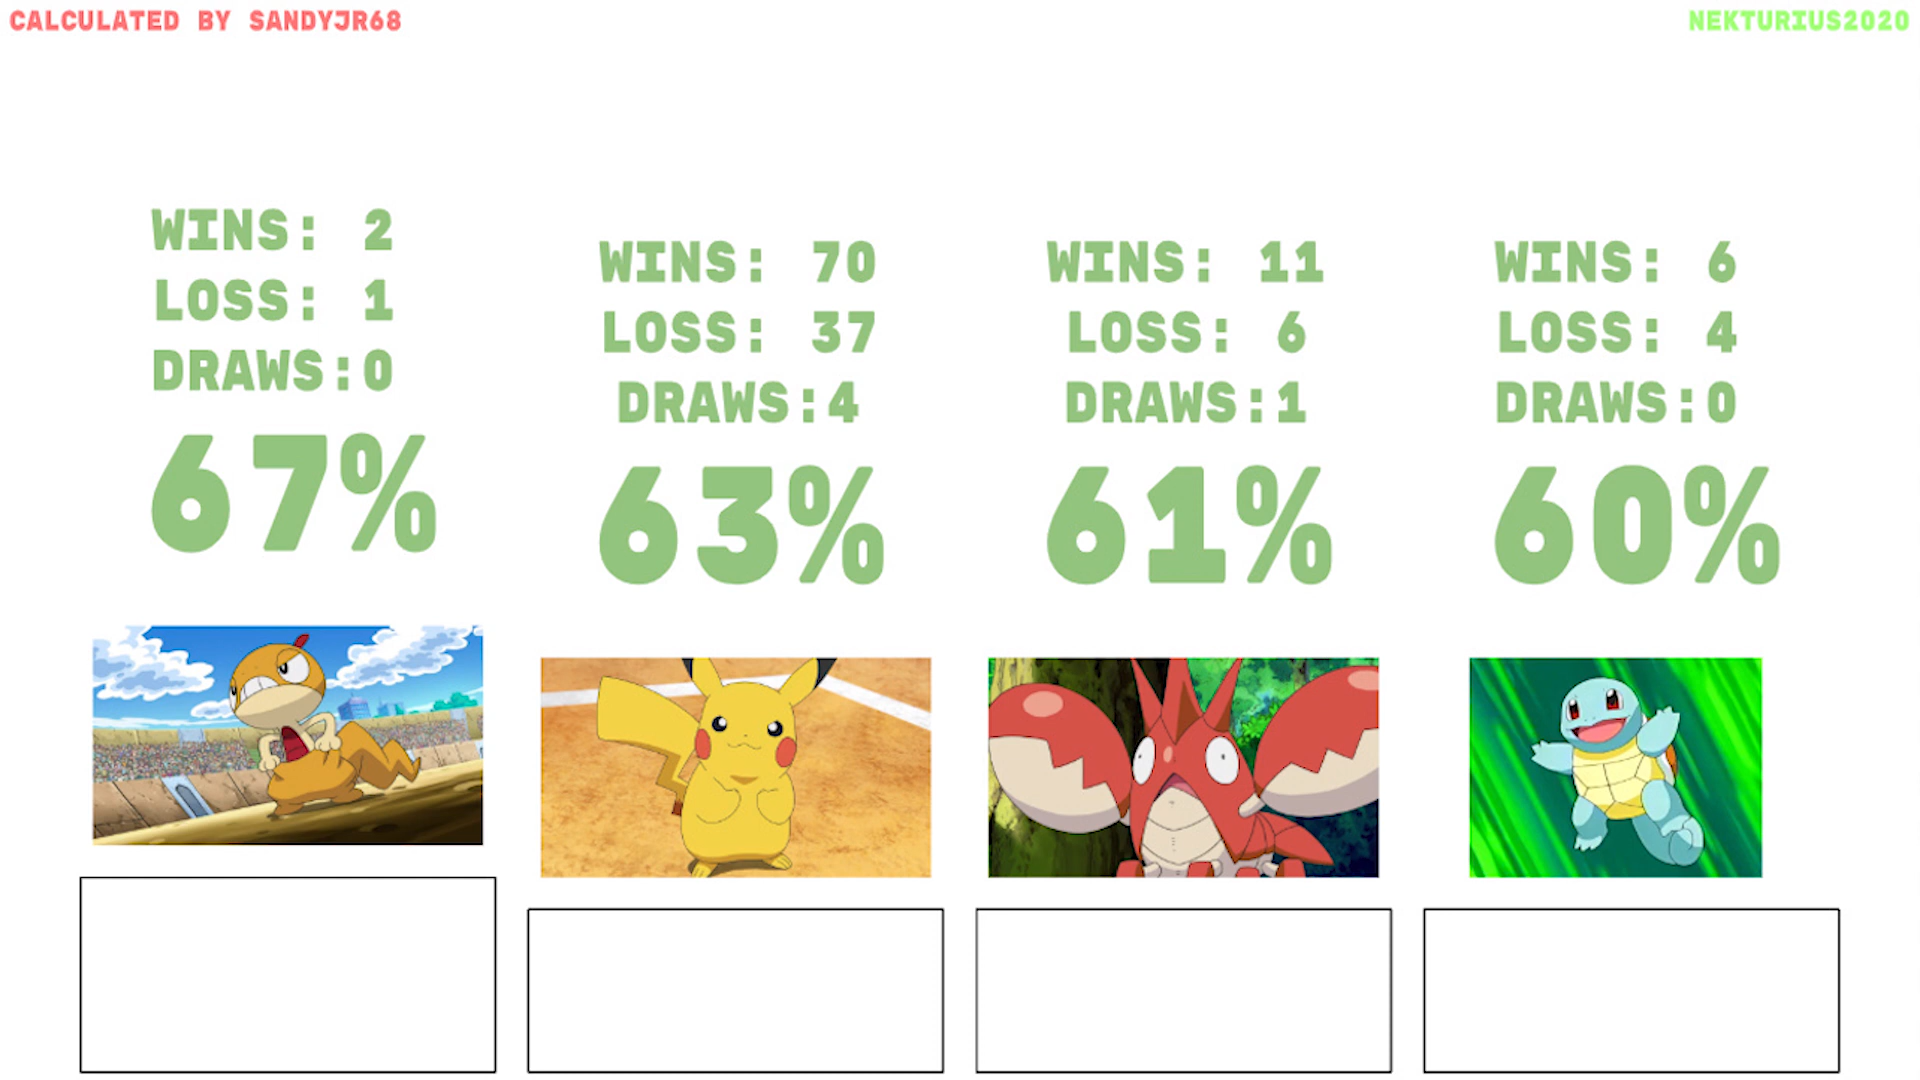 CALCULATED BY SANDYJR68
NEKTURIUS2020
WINS: 2
LOSS: 1
DRAWS:0
67%
WINS: 70
LOSS: 37
DRAWS:4
63%
WINS: 11
LOSS: 6
DRAWS:1
61%
WINS: 6
LOSS: 4
DRAWS:0
60%